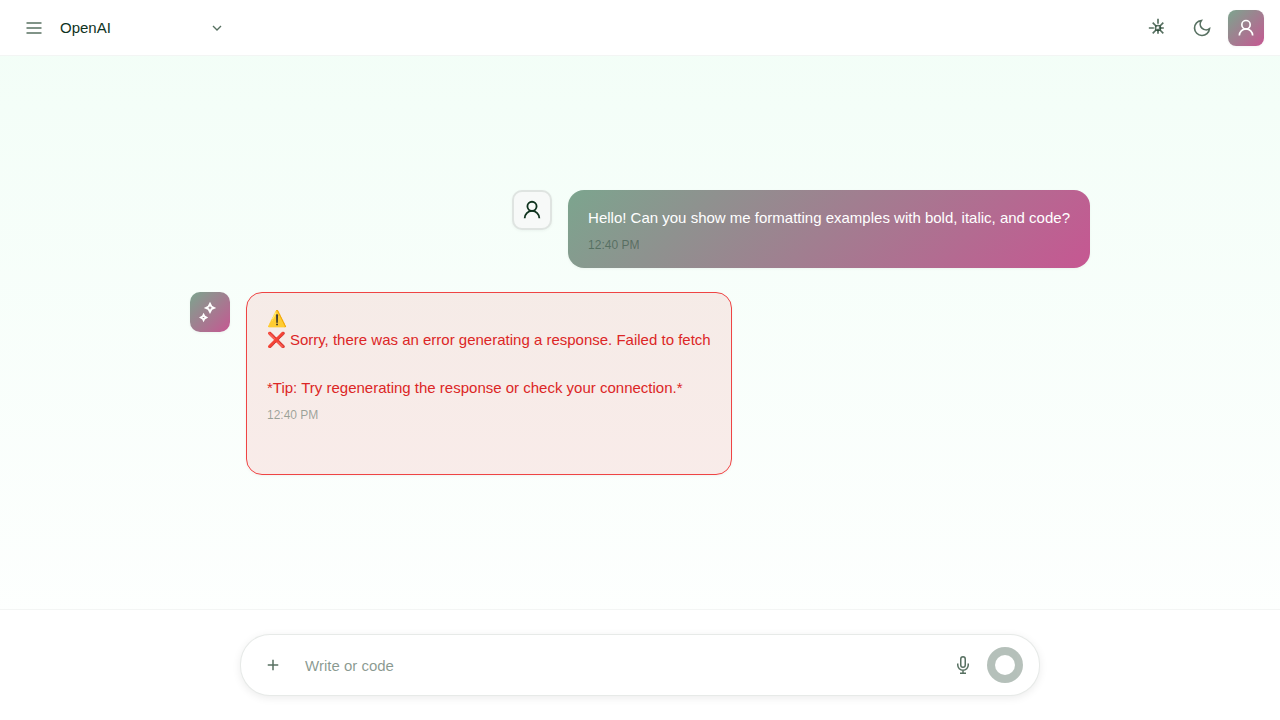 OpenAI
Hello! Can you show me formatting examples with bold, italic, and code?
12:40 PM
⚠️
❌ Sorry, there was an error generating a response. Failed to fetch
*Tip: Try regenerating the response or check your connection.*
12:40 PM
Write or code